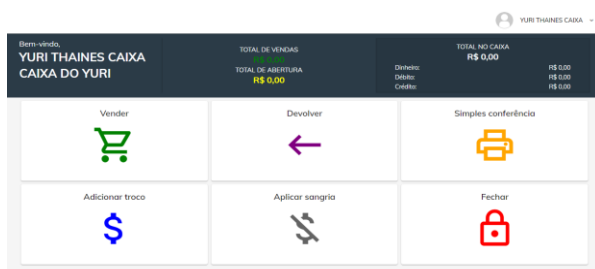 YURI THAINES CAIXA
Bem-vindo,
YURI THAINES CAIXA
CAIXA DO YURI
TOTAL DE VENDAS
R$ 0,00
TOTAL DE ABERTURA
R$ 0,00
TOTAL NO CAIXA
R$ 0,00
Dinheiro: R$ 0,00
Débito: R$ 0,00
Crédito: R$ 0,00
Vender
Devolver
Simples conferência
Adicionar troco
Aplicar sangria
Fechar